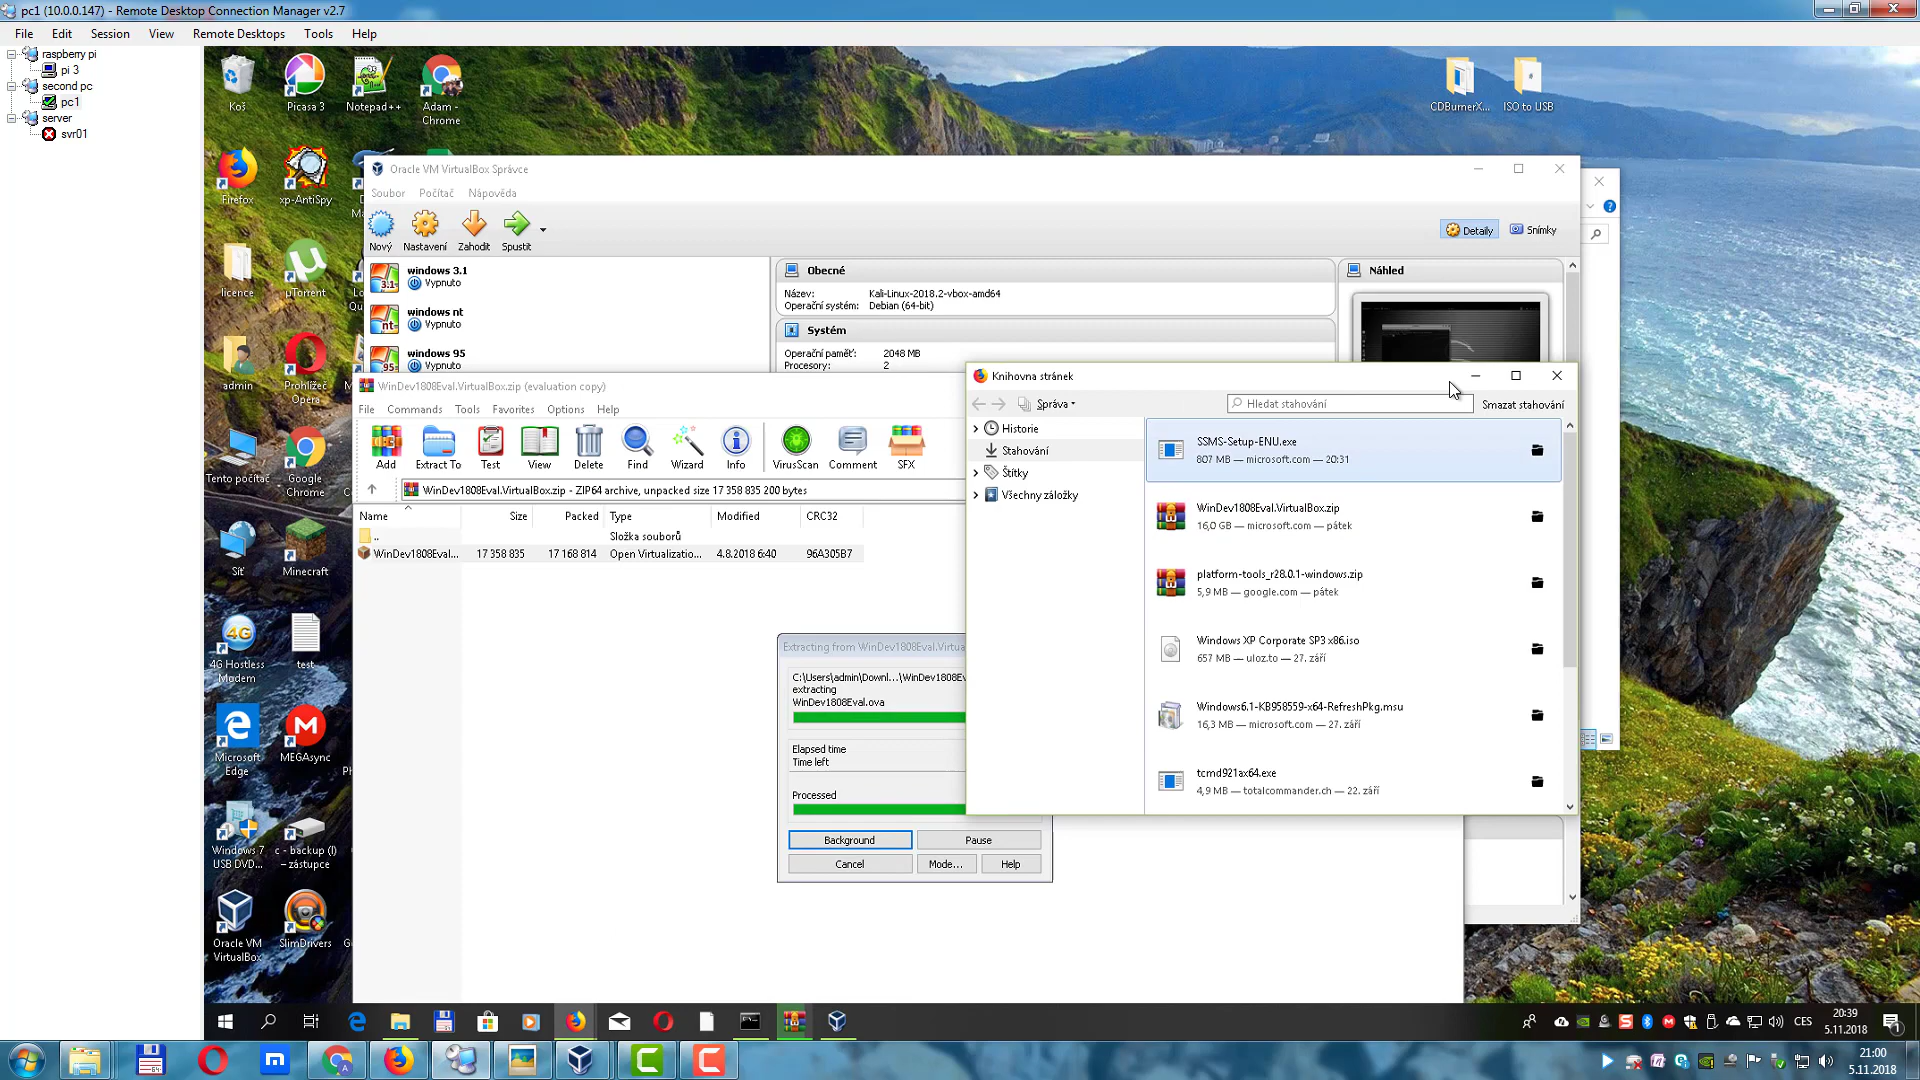 pc1 (10.0.0.147) - Remote Desktop Connection Manager v2.7
File Edit Session View Remote Desktops Tools Help
raspberry pi
pi 3
second pc
pc1
server
svr01
Koš
Picasa 3
Notepad++
Adam - Chrome
CDBurnerX...
ISO to USB
Firefox
xp-AntiSpy
licence
µTorrent
admin
Prohlížeč Opera
Tento počítač
Google Chrome
Síť
Minecraft
4G Hostless Modem
test
Microsoft Edge
MEGAsync
Windows 7 USB DVD...
c - backup (l) – zástupce
Oracle VM VirtualBox
SlimDrivers
Oracle VM VirtualBox Správce
Soubor Počítač Nápověda
Nový Nastavení Zahodit Spustit
Detaily Snímky
windows 3.1
Vypnuto
windows nt
Vypnuto
windows 95
Vypnuto
Obecné
Název: Kali-Linux-2018.2-vbox-amd64
Operační systém: Debian (64-bit)
Systém
Operační paměť: 2048 MB
Procesory: 2
Náhled
WinDev1808Eval.VirtualBox.zip (evaluation copy)
File Commands Tools Favorites Options Help
Add Extract To Test View Delete Find Wizard Info VirusScan Comment SFX
WinDev1808Eval.VirtualBox.zip - ZIP64 archive, unpacked size 17 358 835 200 bytes
Name Size Packed Type Modified CRC32
.. Složka souborů
WinDev1808Eval... 17 358 835 17 168 814 Open Virtualizatio... 4.8.2018 6:40 96A305B7
Extracting from WinDev1808Eval.Virtua
C:\Users\admin\Downl...\WinDev1808Ev
extracting
WinDev1808Eval.ova
Elapsed time
Time left
Processed
Background Pause
Cancel Mode... Help
Knihovna stránek
Správa
Hledat stahování
Smazat stahování
Historie
Stahování
Štítky
Všechny záložky
SSMS-Setup-ENU.exe
807 MB — microsoft.com — 20:31
WinDev1808Eval.VirtualBox.zip
16,0 GB — microsoft.com — pátek
platform-tools_r28.0.1-windows.zip
5,9 MB — google.com — pátek
Windows XP Corporate SP3 x86.iso
657 MB — uloz.to — 27. září
Windows6.1-KB958559-x64-RefreshPkg.msu
16,3 MB — microsoft.com — 27. září
tcmd921ax64.exe
4,9 MB — totalcommander.ch — 22. září
CES
20:39
5.11.2018
21:00
5.11.2018